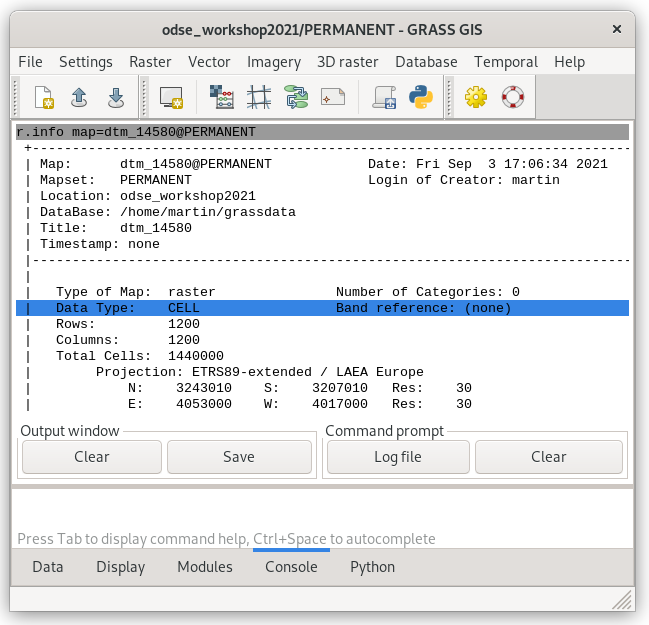 odse_workshop2021/PERMANENT - GRASS GIS
File Settings Raster Vector Imagery 3D raster Database Temporal Help
r.info map=dtm_14580@PERMANENT
+----------------------------------------------------------------------------
| Map:      dtm_14580@PERMANENT            Date: Fri Sep  3 17:06:34 2021
| Mapset:   PERMANENT                      Login of Creator: martin
| Location: odse_workshop2021
| DataBase: /home/martin/grassdata
| Title:    dtm_14580
| Timestamp: none
|----------------------------------------------------------------------------
|
|   Type of Map:  raster               Number of Categories: 0
|   Data Type:    CELL                 Band reference: (none)
|   Rows:         1200
|   Columns:      1200
|   Total Cells:  1440000
|        Projection: ETRS89-extended / LAEA Europe
|            N:    3243010    S:    3207010   Res:    30
|            E:    4053000    W:    4017000   Res:    30
Output window Command prompt
Clear Save Log file Clear
Press Tab to display command help, Ctrl+Space to autocomplete
Data Display Modules Console Python